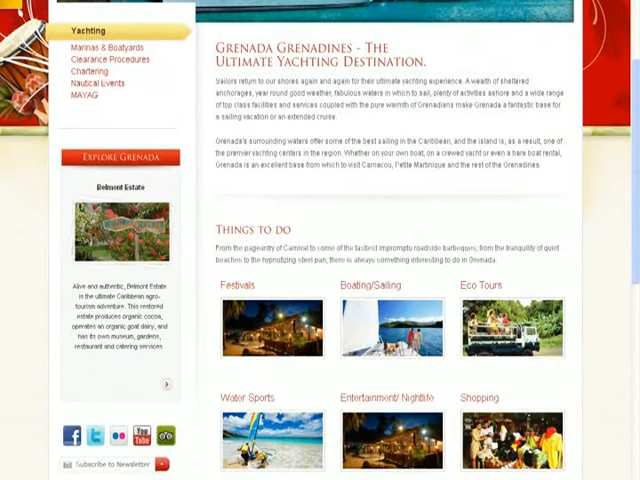 Yachting
Marinas & Boatyards
Clearance Procedures
Chartering
Nautical Events
MAYAG
EXPLORE GRENADA
Belmont Estate
Alive and authentic, Belmont Estate
is the ultimate Caribbean agro-
tourism adventure. This restored
estate produces organic cocoa,
operates an organic goat dairy, and
has its own museum, gardens,
restaurant and catering services
You
Tube
Subscribe to Newsletter
GRENADA GRENADINES - THE
ULTIMATE YACHTING DESTINATION.
Sailors return to our shores again and again for their ultimate yachting experience. A wealth of sheltered
anchorages, year round good weather, fabulous waters in which to sail, plenty of activities ashore and a wide range
of top class facilities and services coupled with the pure warmth of Grenadians make Grenada a fantastic base for
a sailing vacation or an extended cruise.
Grenada's surrounding waters offer some of the best sailing in the Caribbean, and the island is, as a result, one of
the premier yachting centers in the region. Whether on your own boat, on a crewed yacht or even a bare boat rental,
Grenada is an excellent base from which to visit Carriacou, Petite Martinique and the rest of the Grenadines.
THINGS TO DO
From the pageantry of Carnival to some of the tastiest impromptu roadside barbeques; from the tranquility of quiet
beaches to the hypnotizing steel pan; there is always something interesting to do in Grenada.
Festivals
Boating/Sailing
Eco Tours
Water Sports
Entertainment/ Nightlife
Shopping